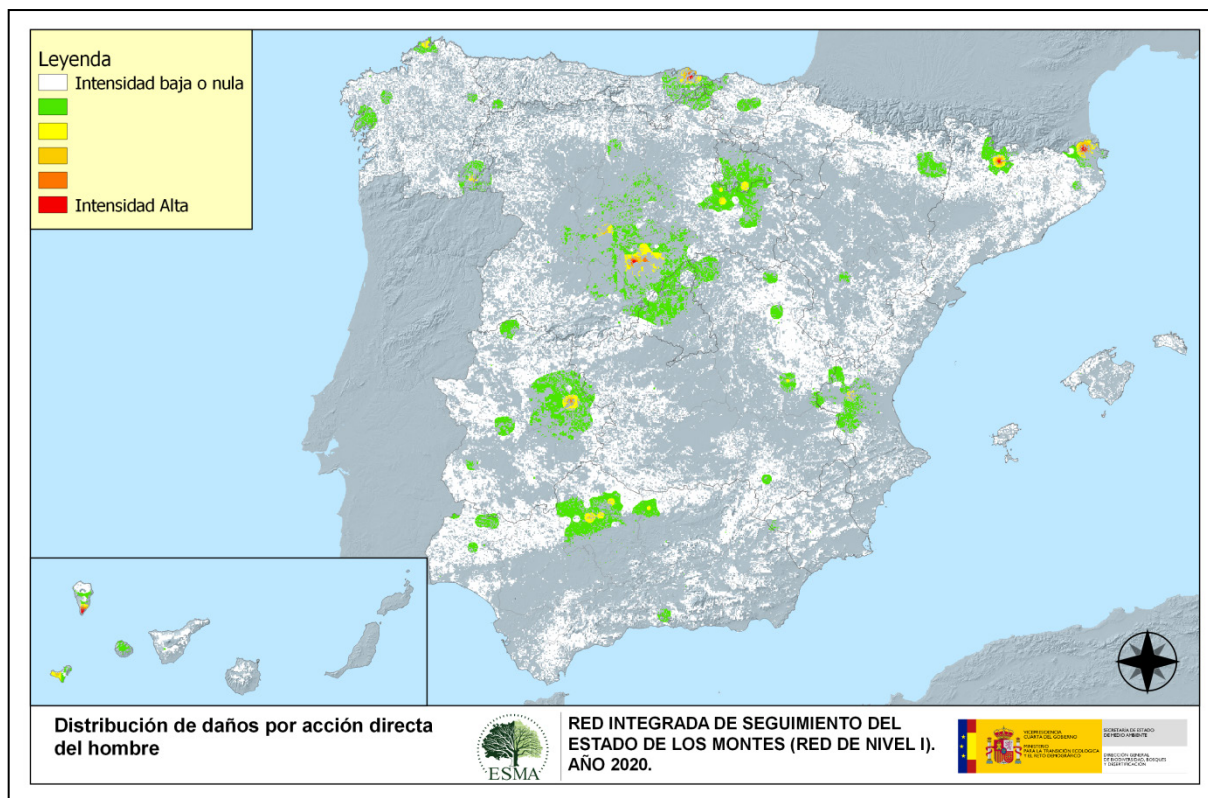 Leyenda
Intensidad baja o nula
Intensidad Alta
Distribución de daños por acción directa
del hombre
ESMA
RED INTEGRADA DE SEGUIMIENTO DEL
ESTADO DE LOS MONTES (RED DE NIVEL I).
AÑO 2020.
VICEPRESIDENCIA
CUARTA DEL GOBIERNO
MINISTERIO
PARA LA TRANSICIÓN ECOLÓGICA
Y EL RETO DEMOGRÁFICO
SECRETARÍA DE ESTADO
DE MEDIO AMBIENTE
DIRECCIÓN GENERAL
DE BIODIVERSIDAD, BOSQUES
Y DESERTIFICACIÓN